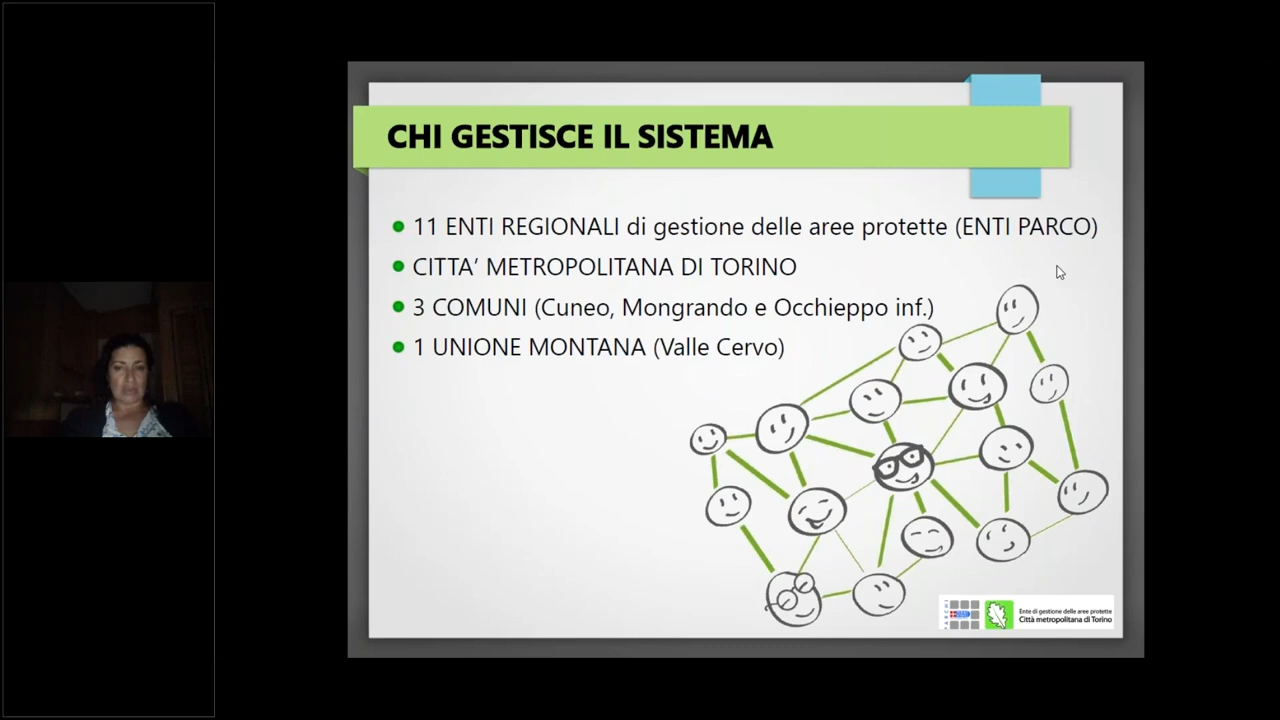 CHI GESTISCE IL SISTEMA
11 ENTI REGIONALI di gestione delle aree protette (ENTI PARCO)
CITTA’ METROPOLITANA DI TORINO
3 COMUNI (Cuneo, Mongrando e Occhieppo inf.)
1 UNIONE MONTANA (Valle Cervo)
Ente di gestione delle aree protette
Città metropolitana di Torino